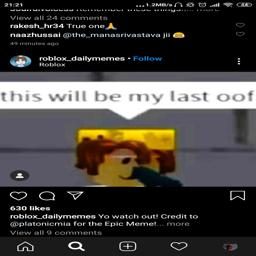 21:21
1.2MB/s
View all 24 comments
rakesh_hr34 True one
naazhussai @the_manasrivastava jii
49 minutes ago
roblox_dailymemes • Follow
Roblox
this will be my last oof
630 likes
roblox_dailymemes Yo watch out! Credit to
@platonicmia for the Epic Meme!... more
View all 9 comments